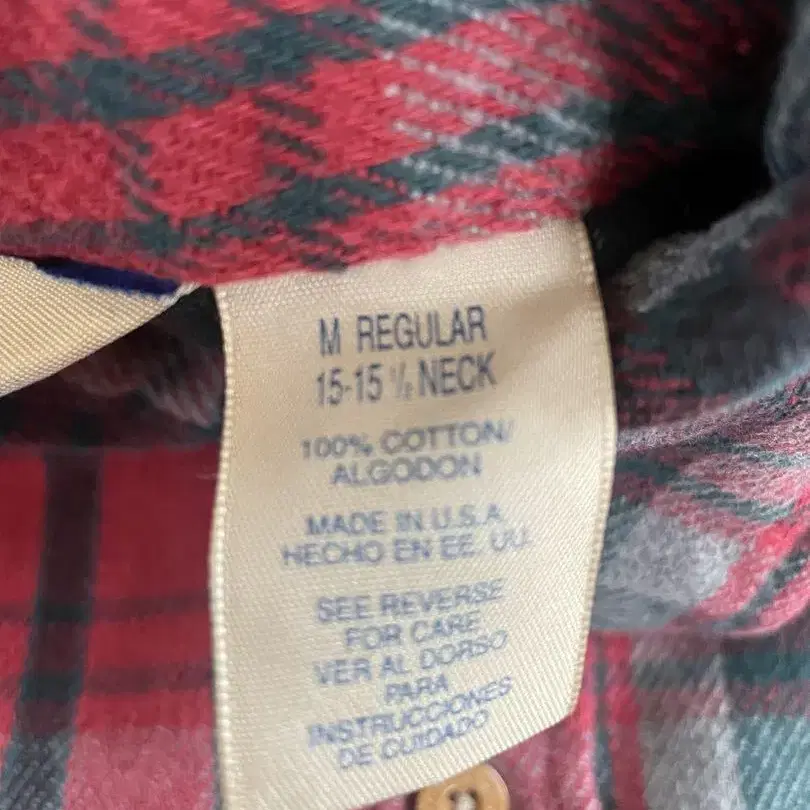 M REGULAR
15-15 ½ NECK
100% COTTON/
ALGODON
MADE IN U.S.A.
HECHO EN EE. UU.
SEE REVERSE
FOR CARE
VER AL DORSO
PARA
INSTRUCCIONES
DE CUIDADO